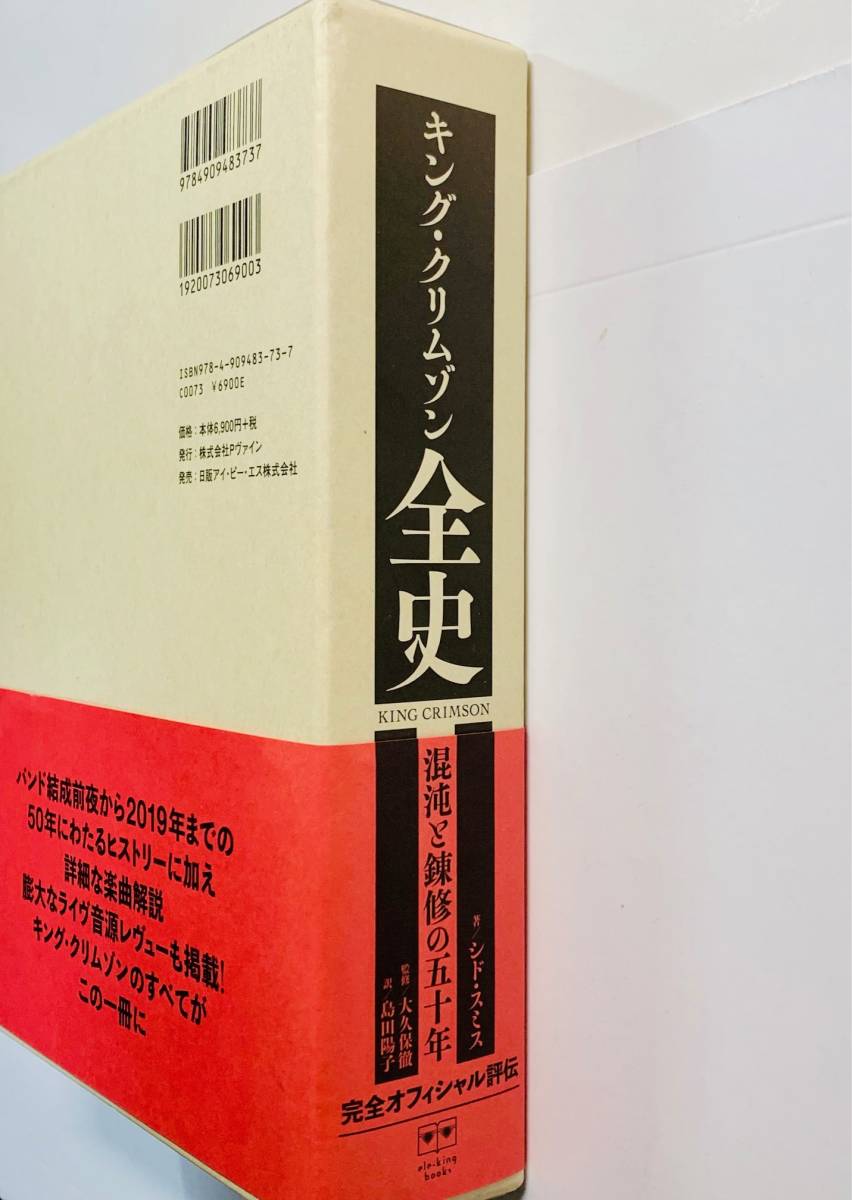 9784909483737
1920073069003
ISBN978-4-909483-73-7
C0073 ¥6900E
価格：本体6,900円+税
発行：株式会社Pヴァイン
発売：日販アイ・ピー・エス株式会社
バンド結成前夜から2019年までの
50年にわたるヒストリーに加え
詳細な楽曲解説
膨大なライヴ音源レヴューも掲載！
キング・クリムゾンのすべてが
この一冊に
キング・クリムゾン全史
KING CRIMSON
混沌と錬修の五十年
著／シド・スミス
監修／大久保徹
訳／島田陽子
完全オフィシャル評伝
ele-king
books